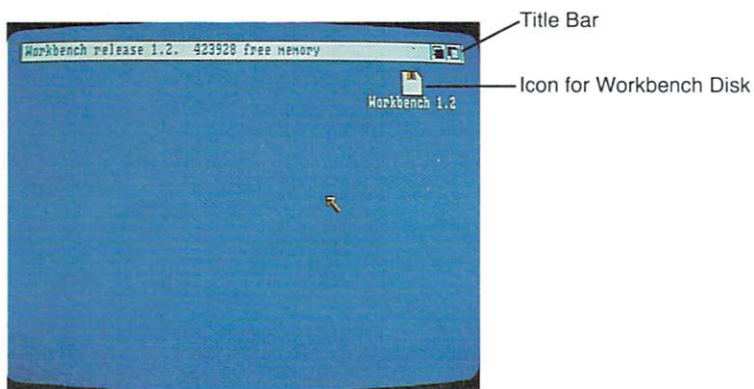 Title Bar
Workbench release 1.2. 423928 free memory
Icon for Workbench Disk
Workbench 1.2